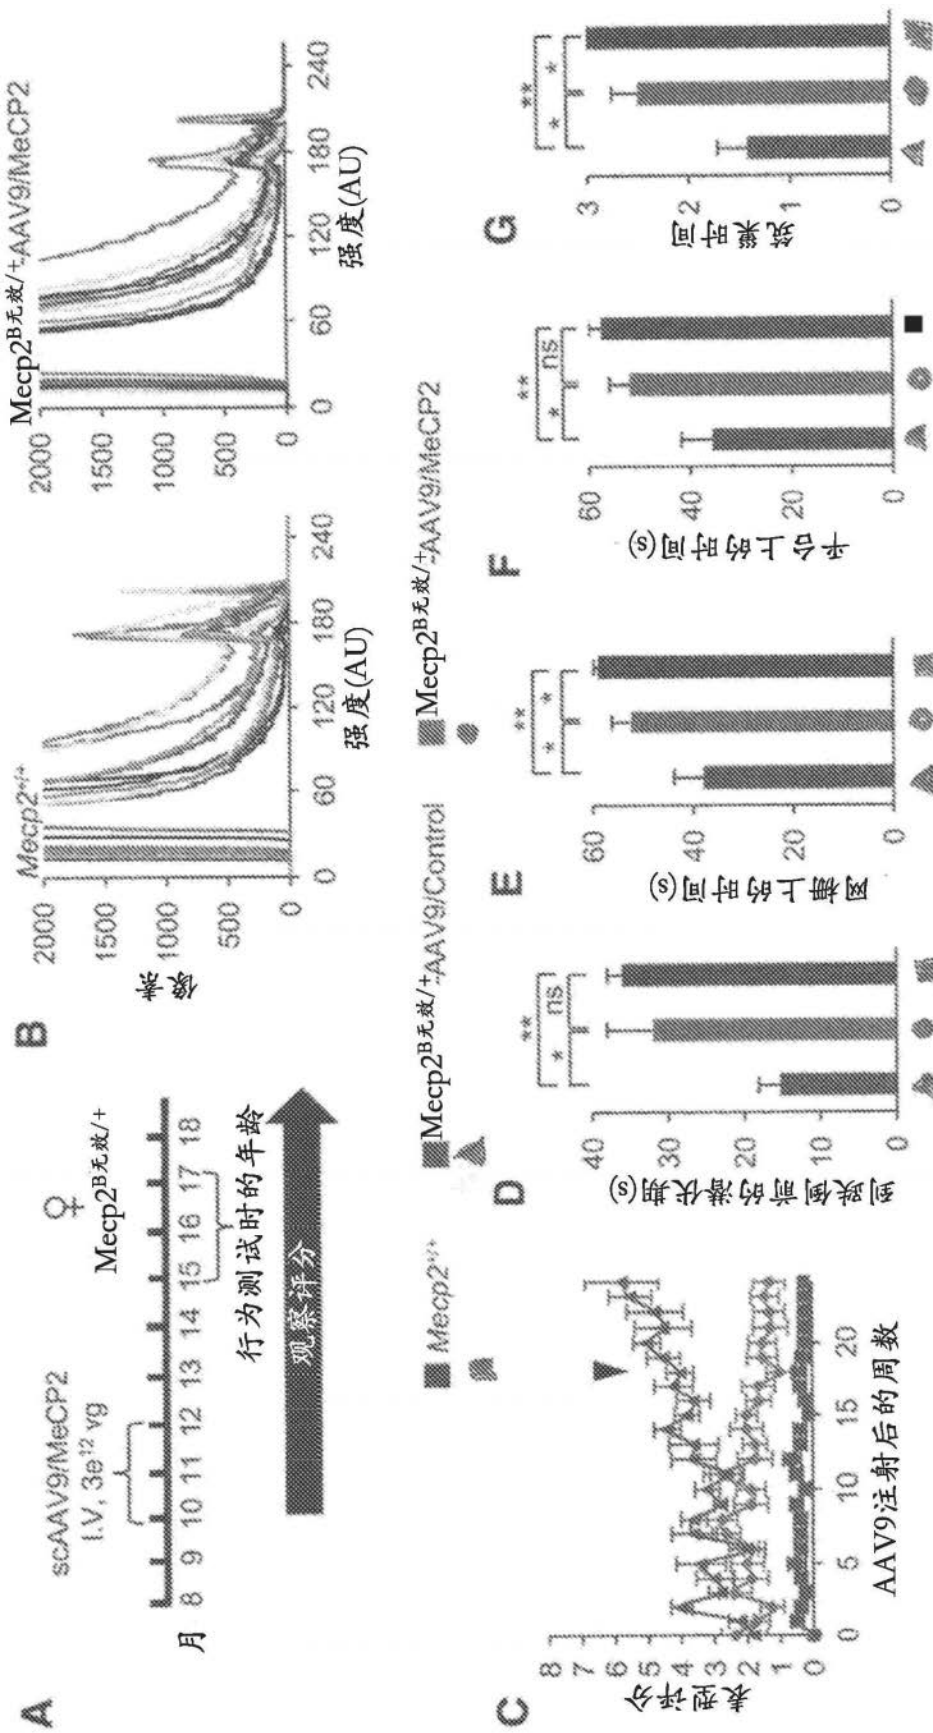 A
scAAV9/MeCP2
I.V, 3e12 vg
♀
Mecp2B无效/+
月 8 9 10 11 12 13 14 15 16 17 18
行为测试时的年龄
观察评分
B
Mecp2+/+
像素
2000
1500
1000
500
0
0 60 120 180 240
强度(AU)
Mecp2B无效/+-AAV9/MeCP2
2000
1500
1000
500
0
0 60 120 180 240
强度(AU)
Mecp2+/+
Mecp2B无效/+-AAV9/Control
Mecp2B无效/+-AAV9/MeCP2
C
表型评分
8
7
6
5
4
3
2
1
0
0 5 10 15 20
AAV9注射后的周数
D
到跌倒前的潜伏期(s)
40
30
20
10
0
**
* ns
E
网栅上的时间(s)
60
40
20
0
**
* *
F
平台上的时间(s)
60
40
20
0
**
* ns
G
筑巢时间
3
2
1
0
**
* *